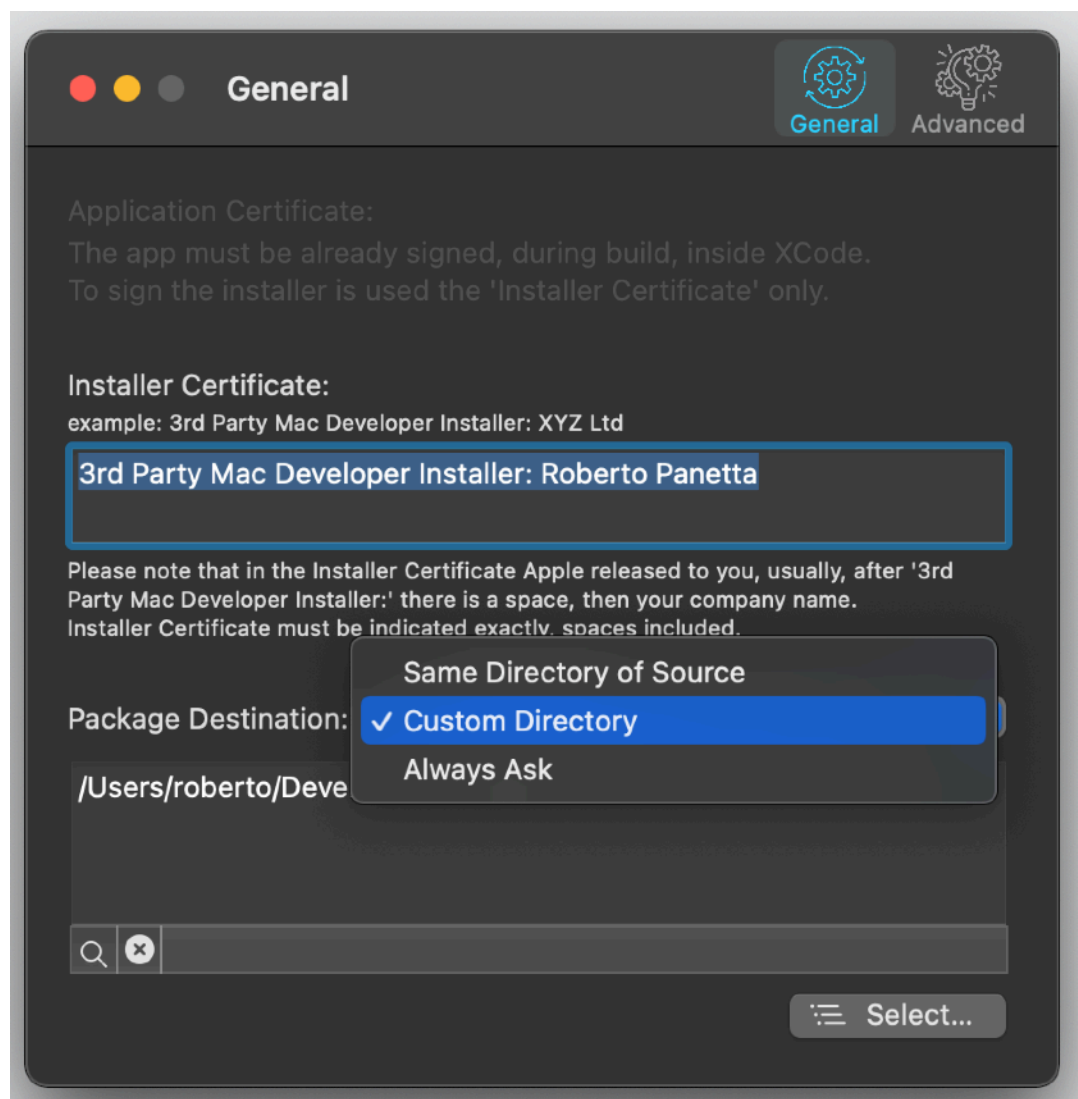 General
General
Advanced
Application Certificate:
The app must be already signed, during build, inside XCode.
To sign the installer is used the 'Installer Certificate' only.
Installer Certificate:
example: 3rd Party Mac Developer Installer: XYZ Ltd
3rd Party Mac Developer Installer: Roberto Panetta
Please note that in the Installer Certificate Apple released to you, usually, after '3rd
Party Mac Developer Installer:' there is a space, then your company name.
Installer Certificate must be indicated exactly, spaces included.
Same Directory of Source
Package Destination:
✓ Custom Directory
Always Ask
/Users/roberto/Deve
Select...